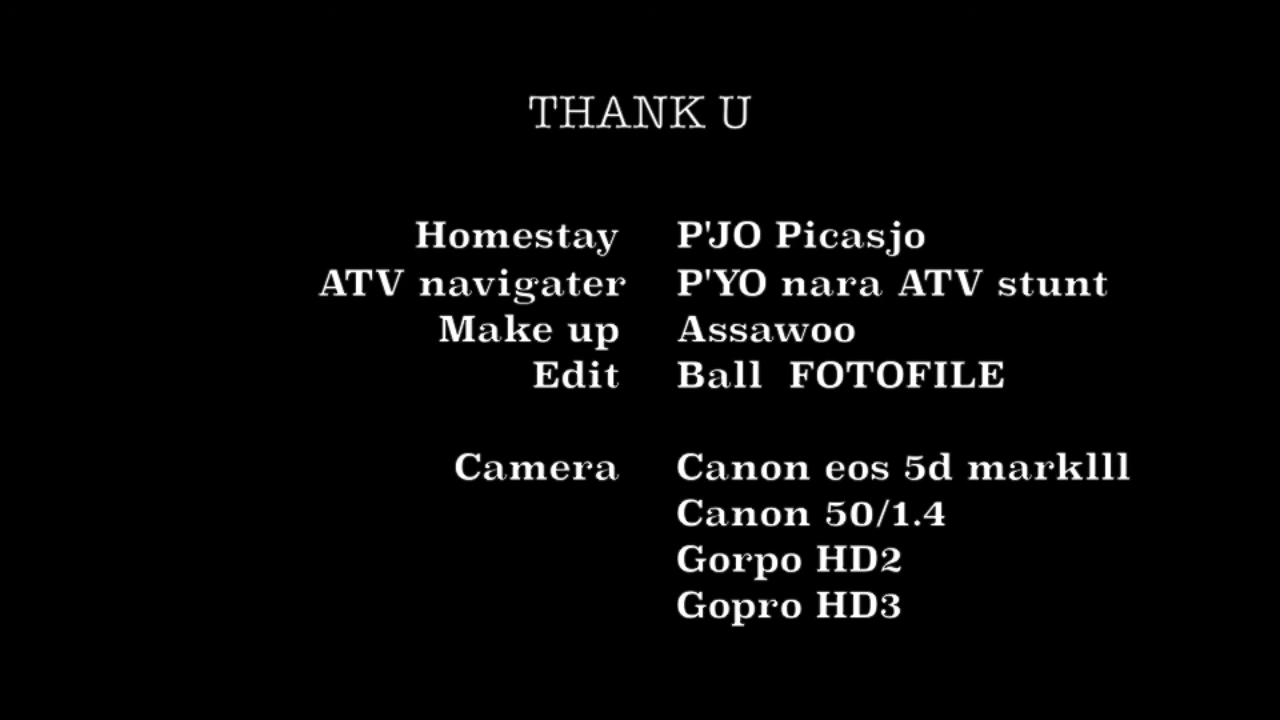 THANK U
Homestay P'JO Picasjo
ATV navigater P'YO nara ATV stunt
Make up Assawoo
Edit Ball FOTOFILE
Camera Canon eos 5d marklll
Canon 50/1.4
Gorpo HD2
Gopro HD3